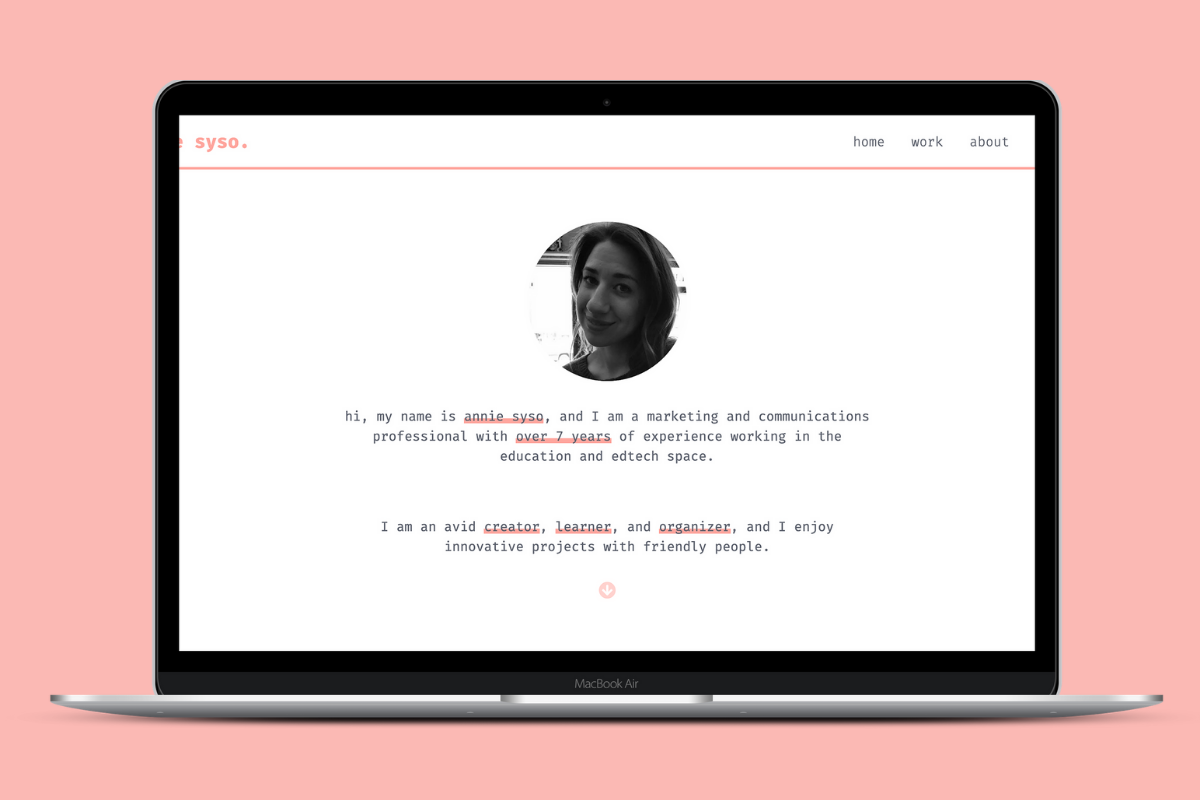 e syso.
home work about
hi, my name is annie syso, and I am a marketing and communications
professional with over 7 years of experience working in the
education and edtech space.
I am an avid creator, learner, and organizer, and I enjoy
innovative projects with friendly people.
MacBook Air